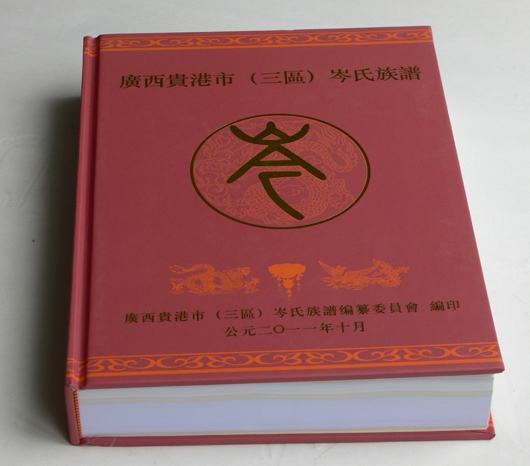 廣西貴港市（三區）岑氏族譜
岑
廣西貴港市（三區）岑氏族譜编纂委員會 编印
公元二〇一一年十月